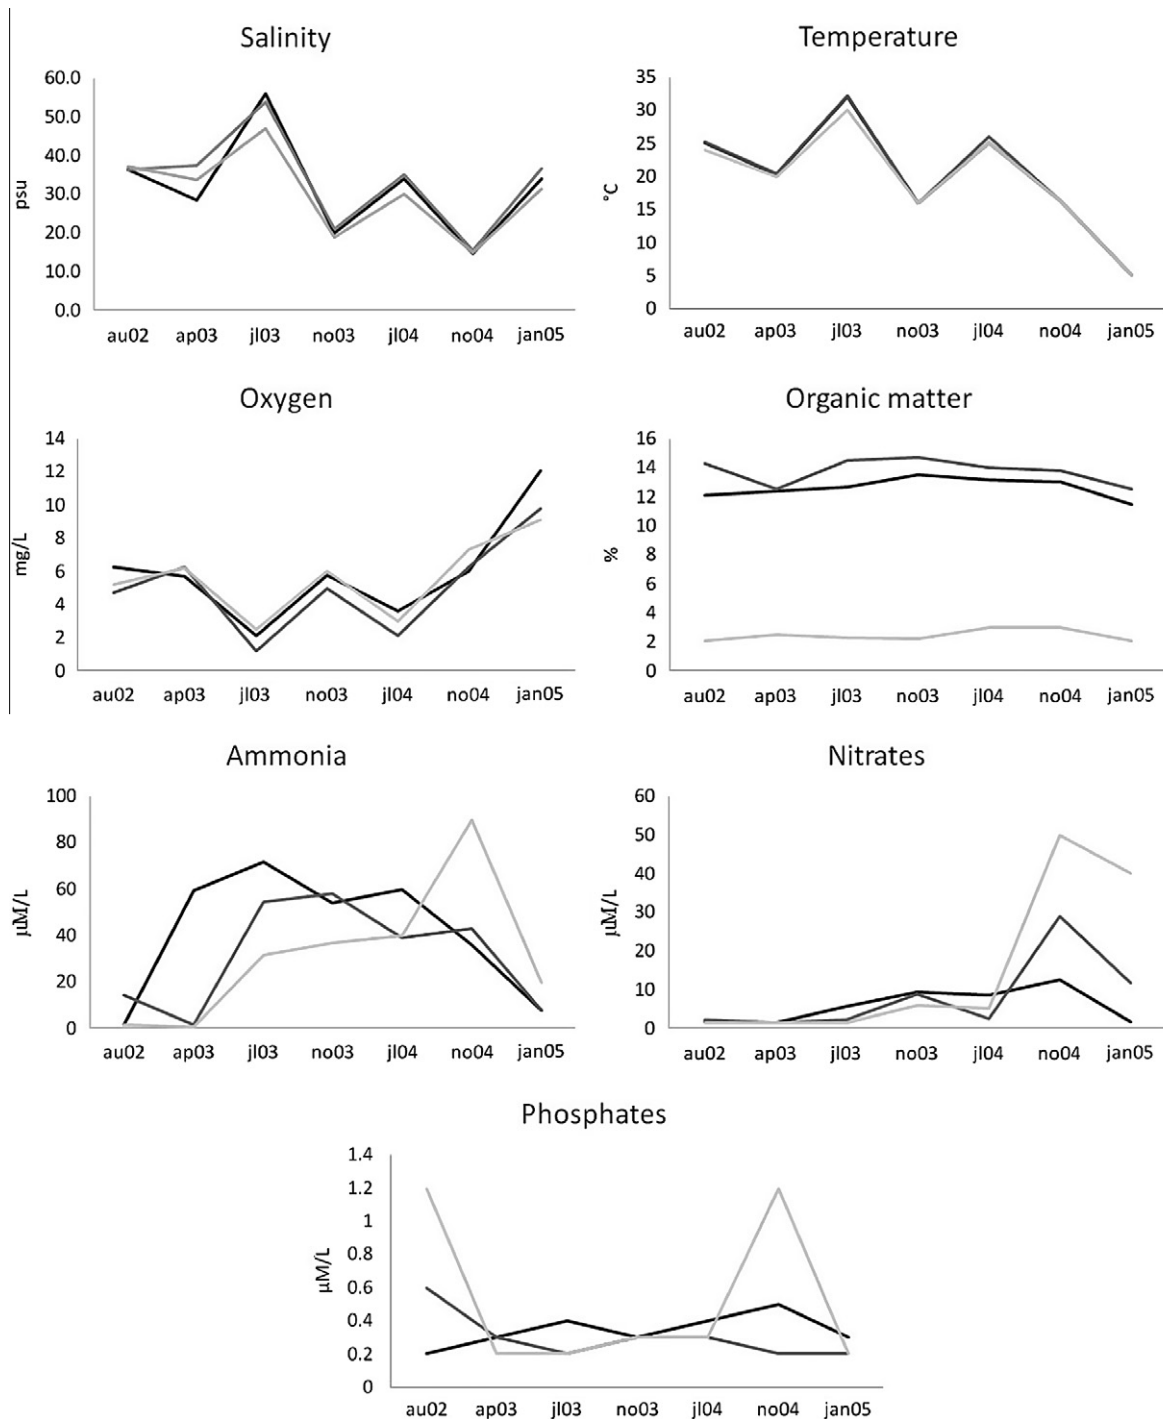 Salinity
60.0
50.0
40.0
30.0
20.0
10.0
0.0
psu
au02 ap03 jl03 no03 jl04 no04 jan05
Temperature
35
30
25
20
15
10
5
0
°C
au02 ap03 jl03 no03 jl04 no04 jan05
Oxygen
14
12
10
8
6
4
2
0
mg/L
au02 ap03 jl03 no03 jl04 no04 jan05
Organic matter
16
14
12
10
8
6
4
2
0
%
au02 ap03 jl03 no03 jl04 no04 jan05
Ammonia
100
80
60
40
20
0
µM/L
au02 ap03 jl03 no03 jl04 no04 jan05
Nitrates
60
50
40
30
20
10
0
µM/L
au02 ap03 jl03 no03 jl04 no04 jan05
Phosphates
1.4
1.2
1
0.8
0.6
0.4
0.2
0
µM/L
au02 ap03 jl03 no03 jl04 no04 jan05